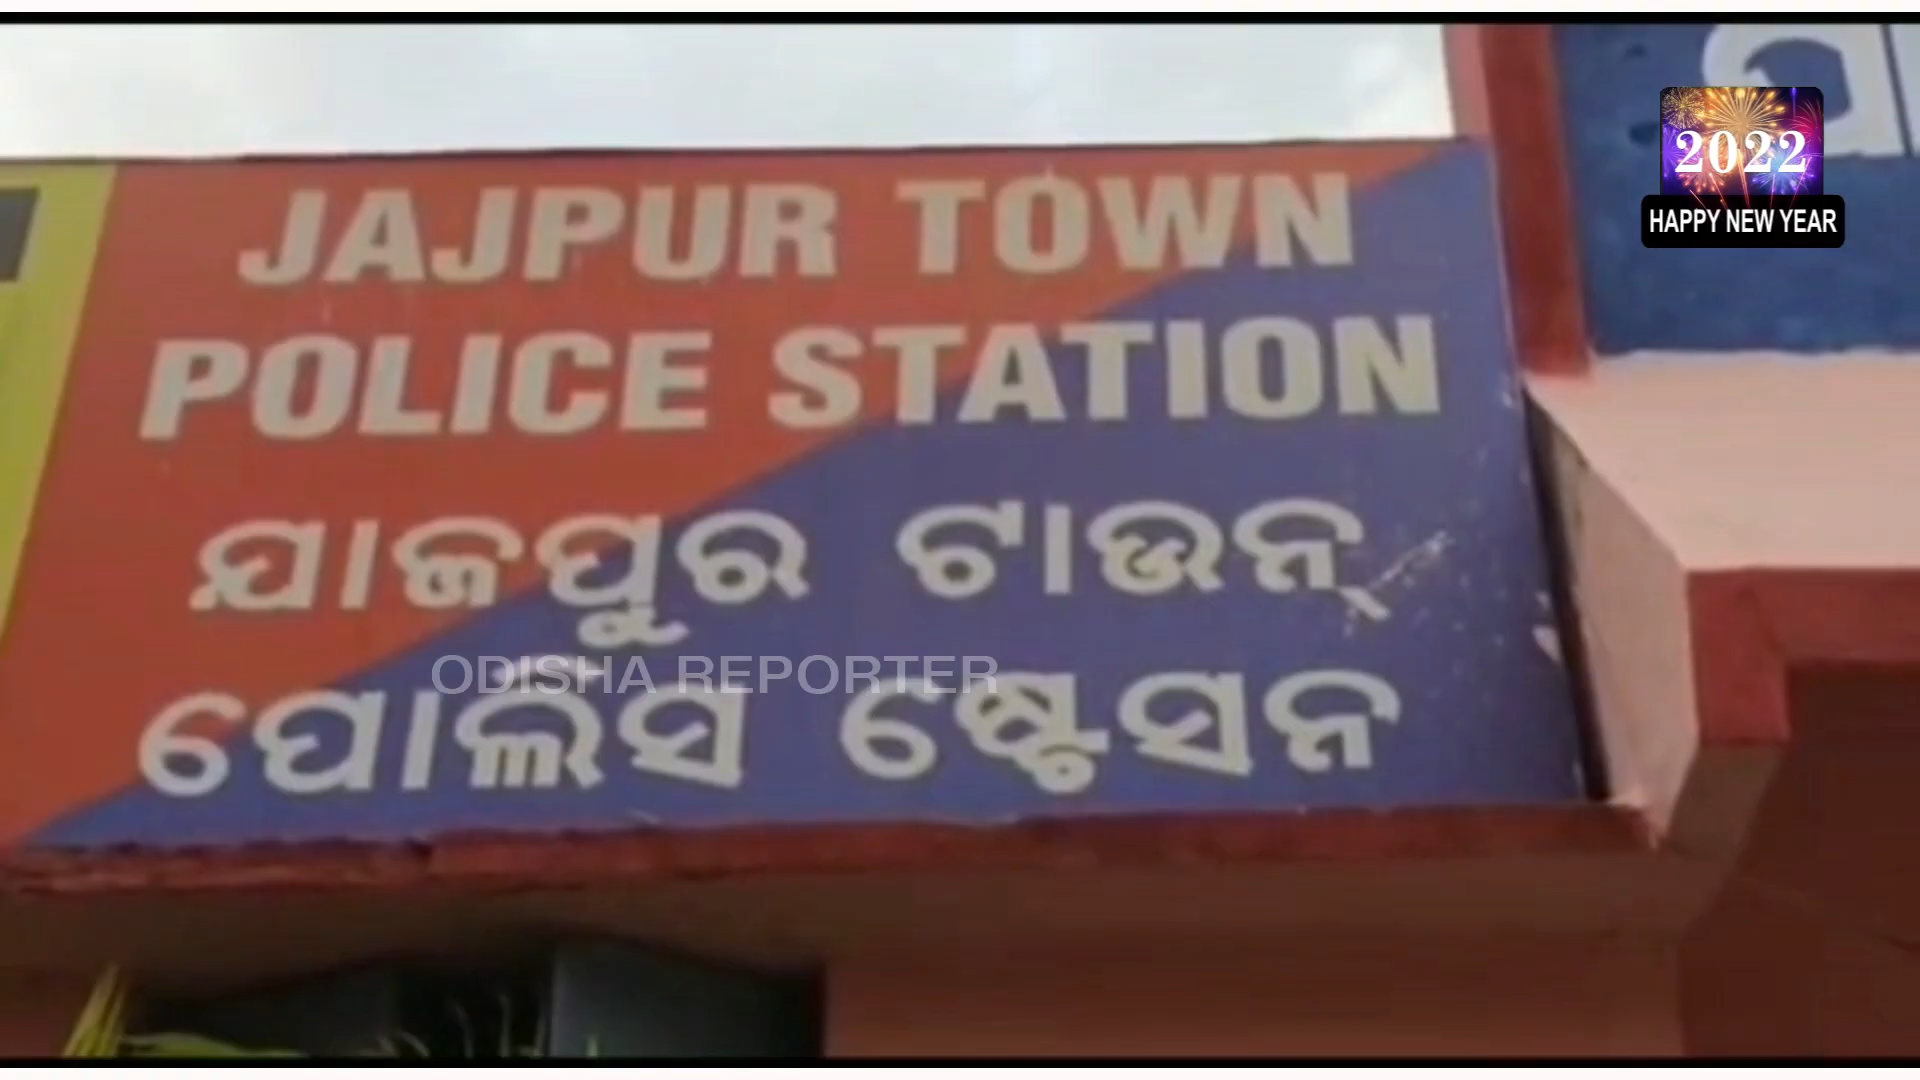 2022
HAPPY NEW YEAR
JAJPUR TOWN
POLICE STATION
ଯାଜପୁର ଟାଉନ୍
ପୋଲିସ ଷ୍ଟେସନ
ODISHA REPORTER